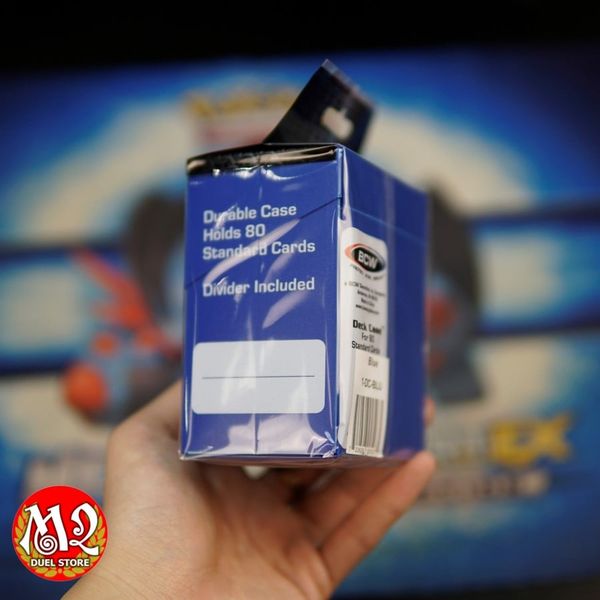 Durable Case
Holds 80
Standard Cards
Divider Included
BCW
Deck Case
For 80
Standard Cards
Blue
1-DC-BLU
EX
M2
DUEL STORE